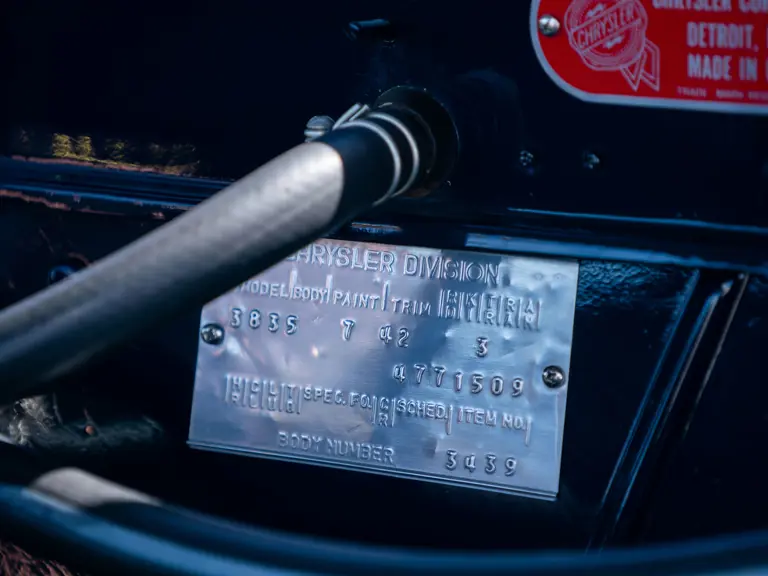 CHRYSLER
DETROIT,
MADE IN
CHRYSLER DIVISION
MODEL BODY PAINT TRIM
3835 7 42 3
4771509
SPEC. FO. SCHED. ITEM NO.
BODY NUMBER 3439